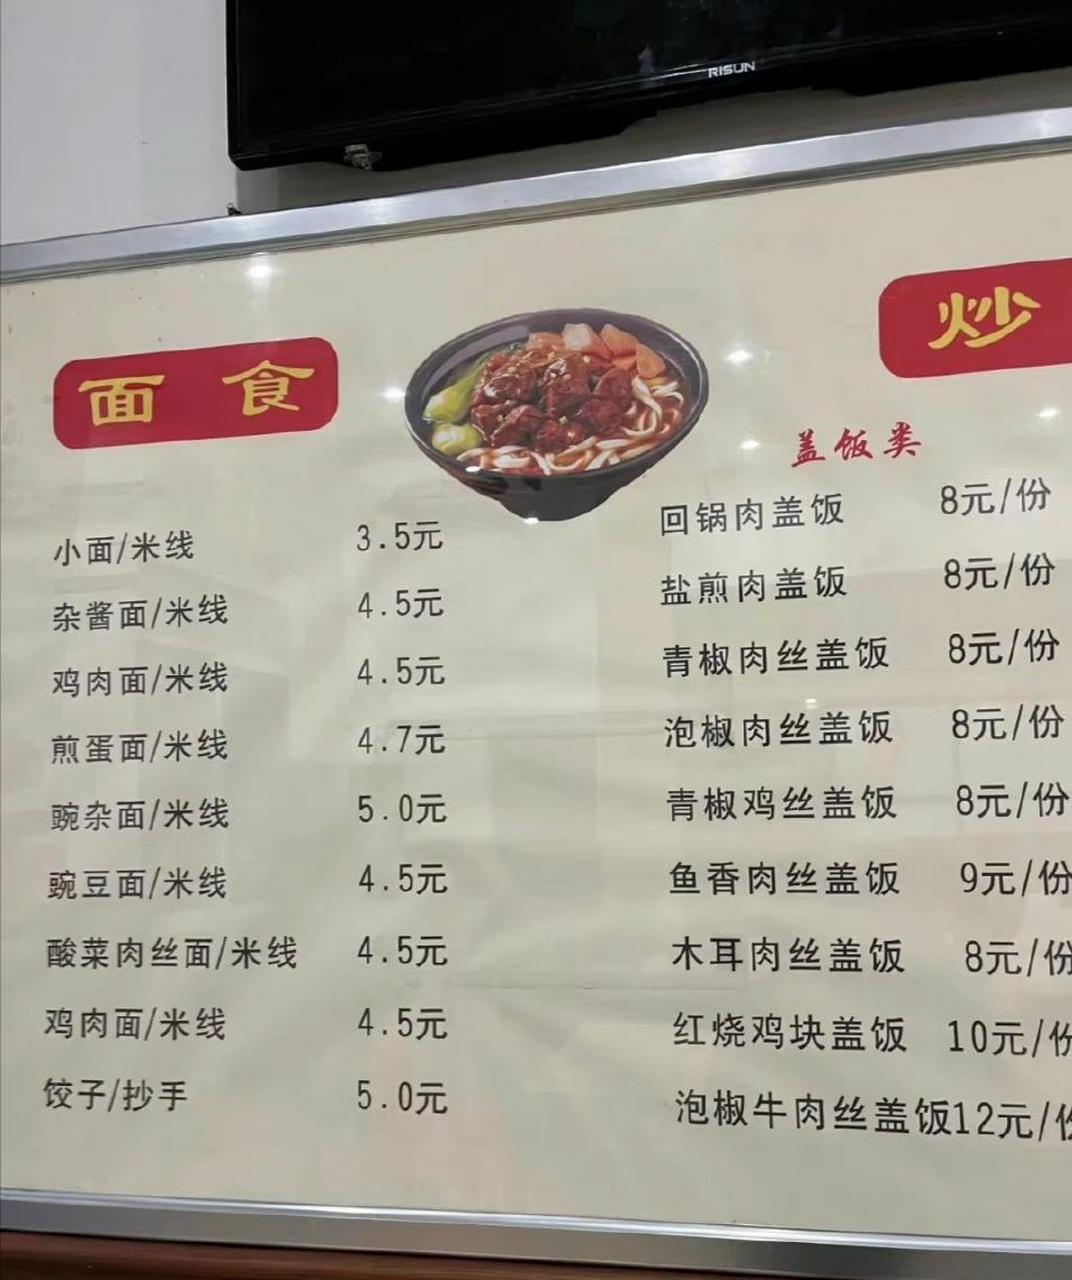 RISUN
面食
小面/米线 3.5元
杂酱面/米线 4.5元
鸡肉面/米线 4.5元
煎蛋面/米线 4.7元
豌杂面/米线 5.0元
豌豆面/米线 4.5元
酸菜肉丝面/米线 4.5元
鸡肉面/米线 4.5元
饺子/抄手 5.0元
炒
盖饭类
回锅肉盖饭 8元/份
盐煎肉盖饭 8元/份
青椒肉丝盖饭 8元/份
泡椒肉丝盖饭 8元/份
青椒鸡丝盖饭 8元/份
鱼香肉丝盖饭 9元/份
木耳肉丝盖饭 8元/份
红烧鸡块盖饭 10元/份
泡椒牛肉丝盖饭12元/份